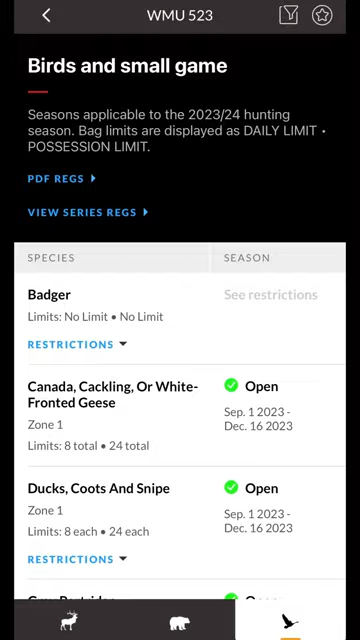 WMU 523
Birds and small game
Seasons applicable to the 2023/24 hunting
season. Bag limits are displayed as DAILY LIMIT •
POSSESSION LIMIT.
PDF REGS
VIEW SERIES REGS
SPECIES SEASON
Badger See restrictions
Limits: No Limit • No Limit
RESTRICTIONS
Canada, Cackling, Or White-
Fronted Geese
Open
Zone 1
Sep. 1 2023 -
Dec. 16 2023
Limits: 8 total • 24 total
Ducks, Coots And Snipe Open
Zone 1
Sep. 1 2023 -
Dec. 16 2023
Limits: 8 each • 24 each
RESTRICTIONS